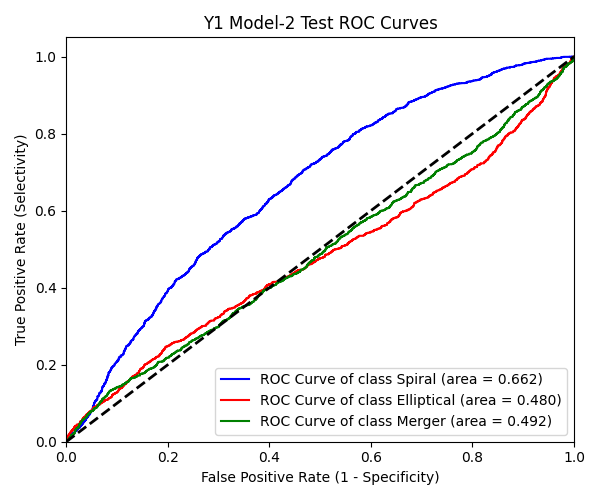 Y1 Model-2 Test ROC Curves
True Positive Rate (Selectivity)
1.0
0.8
0.6
0.4
0.2
0.0
ROC Curve of class Spiral (area = 0.662)
ROC Curve of class Elliptical (area = 0.480)
ROC Curve of class Merger (area = 0.492)
0.0 0.2 0.4 0.6 0.8 1.0
False Positive Rate (1 - Specificity)